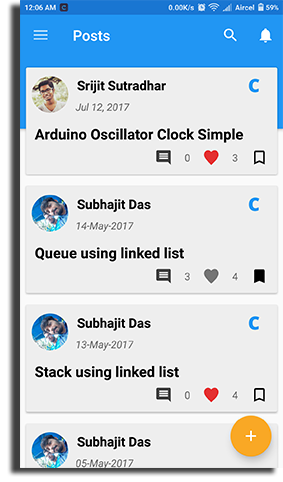 12:06 AM 0.00K/s Aircel 59%
Posts
Srijit Sutradhar C
Jul 12, 2017
Arduino Oscillator Clock Simple
0 3
Subhajit Das C
14-May-2017
Queue using linked list
3 4
Subhajit Das C
13-May-2017
Stack using linked list
0 4
Subhajit Das
05-May-2017